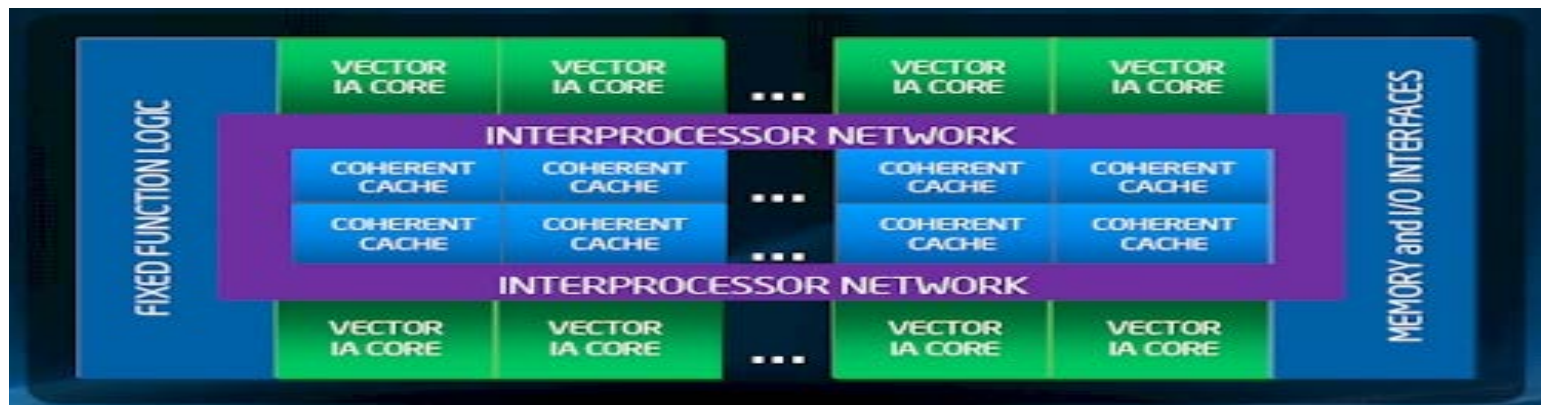 FIXED FUNCTION LOGIC
VECTOR
IA CORE
VECTOR
IA CORE
...
VECTOR
IA CORE
VECTOR
IA CORE
INTERPROCESSOR NETWORK
COHERENT
CACHE
COHERENT
CACHE
...
COHERENT
CACHE
COHERENT
CACHE
COHERENT
CACHE
COHERENT
CACHE
...
COHERENT
CACHE
COHERENT
CACHE
INTERPROCESSOR NETWORK
VECTOR
IA CORE
VECTOR
IA CORE
...
VECTOR
IA CORE
VECTOR
IA CORE
MEMORY and I/O INTERFACES